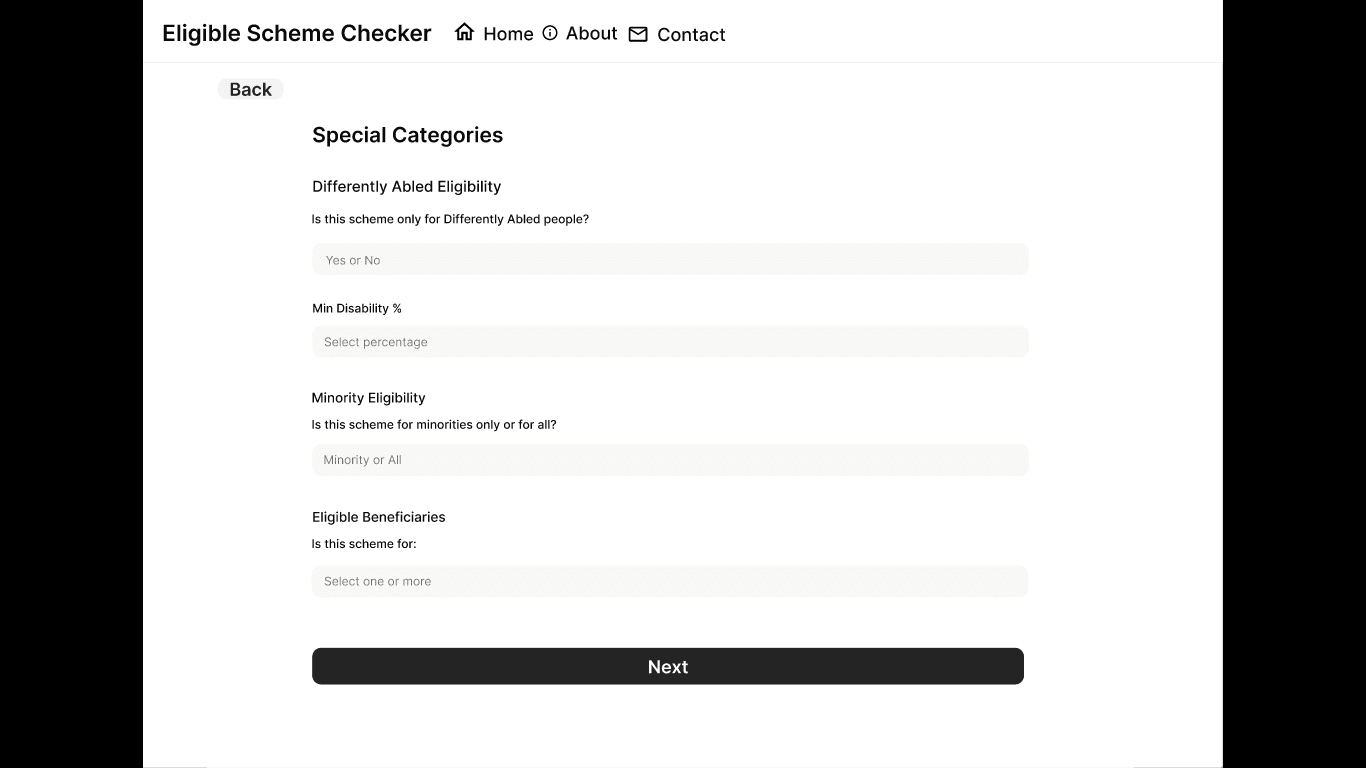 Eligible Scheme Checker Home About Contact
Back
Special Categories
Differently Abled Eligibility
Is this scheme only for Differently Abled people?
Yes or No
Min Disability %
Select percentage
Minority Eligibility
Is this scheme for minorities only or for all?
Minority or All
Eligible Beneficiaries
Is this scheme for:
Select one or more
Next